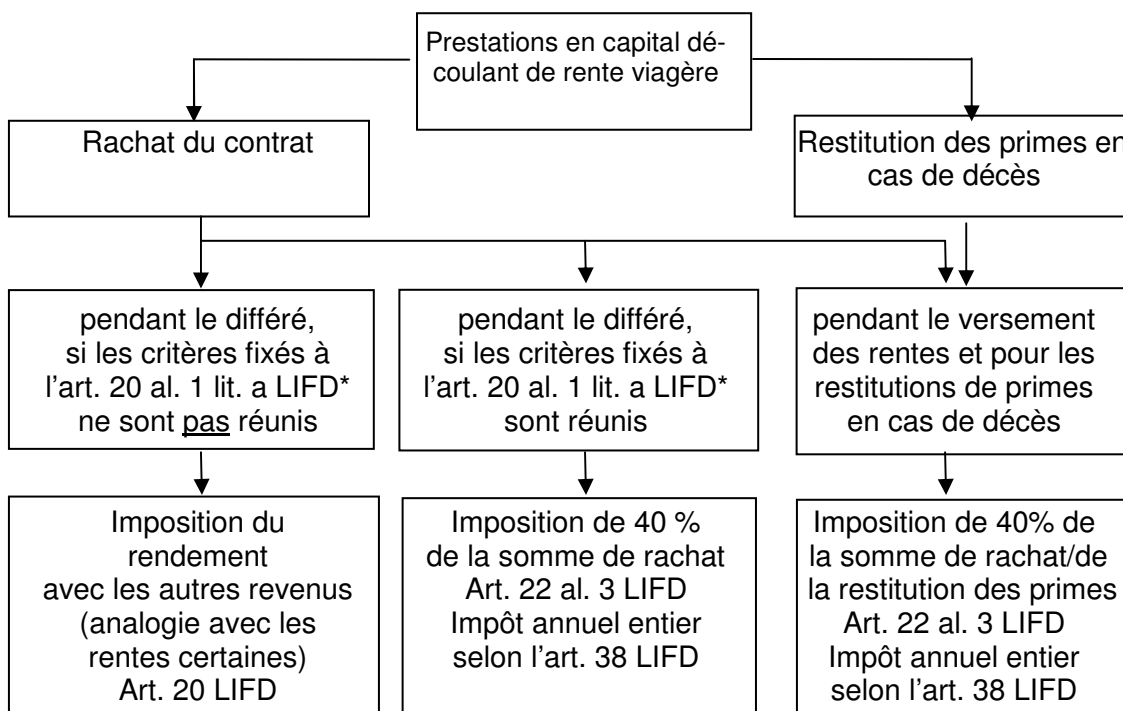 Prestations en capital dé-
coulant de rente viagère
Rachat du contrat
Restitution des primes en
cas de décès
pendant le différé,
si les critères fixés à
l'art. 20 al. 1 lit. a LIFD*
ne sont pas réunis
pendant le différé,
si les critères fixés à
l'art. 20 al. 1 lit. a LIFD*
sont réunis
pendant le versement
des rentes et pour les
restitutions de primes
en cas de décès
Imposition du
rendement
avec les autres revenus
(analogie avec les
rentes certaines)
Art. 20 LIFD
Imposition de 40 %
de la somme de rachat
Art. 22 al. 3 LIFD
Impôt annuel entier
selon l'art. 38 LIFD
Imposition de 40% de
la somme de rachat/de
la restitution des primes
Art. 22 al. 3 LIFD
Impôt annuel entier
selon l'art. 38 LIFD